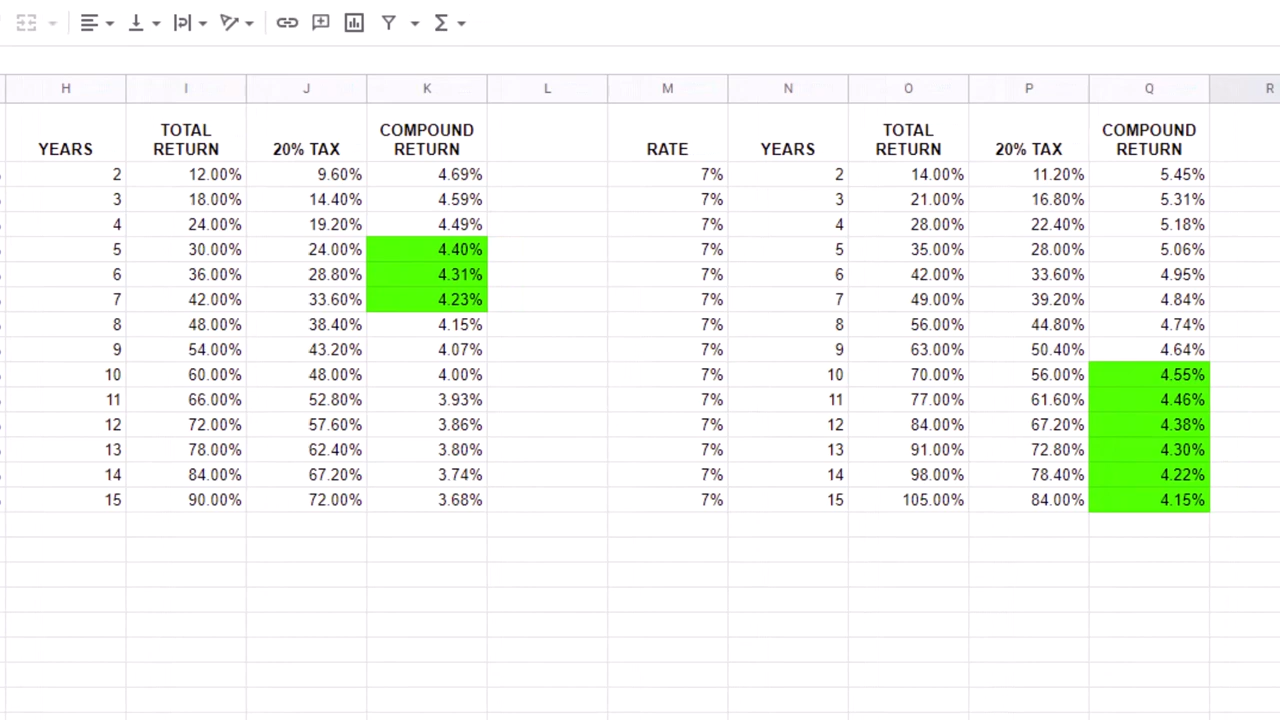 H I J K L M N O P Q R
YEARS TOTAL RETURN 20% TAX COMPOUND RETURN RATE YEARS TOTAL RETURN 20% TAX COMPOUND RETURN
2 12.00% 9.60% 4.69% 7% 2 14.00% 11.20% 5.45%
3 18.00% 14.40% 4.59% 7% 3 21.00% 16.80% 5.31%
4 24.00% 19.20% 4.49% 7% 4 28.00% 22.40% 5.18%
5 30.00% 24.00% 4.40% 7% 5 35.00% 28.00% 5.06%
6 36.00% 28.80% 4.31% 7% 6 42.00% 33.60% 4.95%
7 42.00% 33.60% 4.23% 7% 7 49.00% 39.20% 4.84%
8 48.00% 38.40% 4.15% 7% 8 56.00% 44.80% 4.74%
9 54.00% 43.20% 4.07% 7% 9 63.00% 50.40% 4.64%
10 60.00% 48.00% 4.00% 7% 10 70.00% 56.00% 4.55%
11 66.00% 52.80% 3.93% 7% 11 77.00% 61.60% 4.46%
12 72.00% 57.60% 3.86% 7% 12 84.00% 67.20% 4.38%
13 78.00% 62.40% 3.80% 7% 13 91.00% 72.80% 4.30%
14 84.00% 67.20% 3.74% 7% 14 98.00% 78.40% 4.22%
15 90.00% 72.00% 3.68% 7% 15 105.00% 84.00% 4.15%